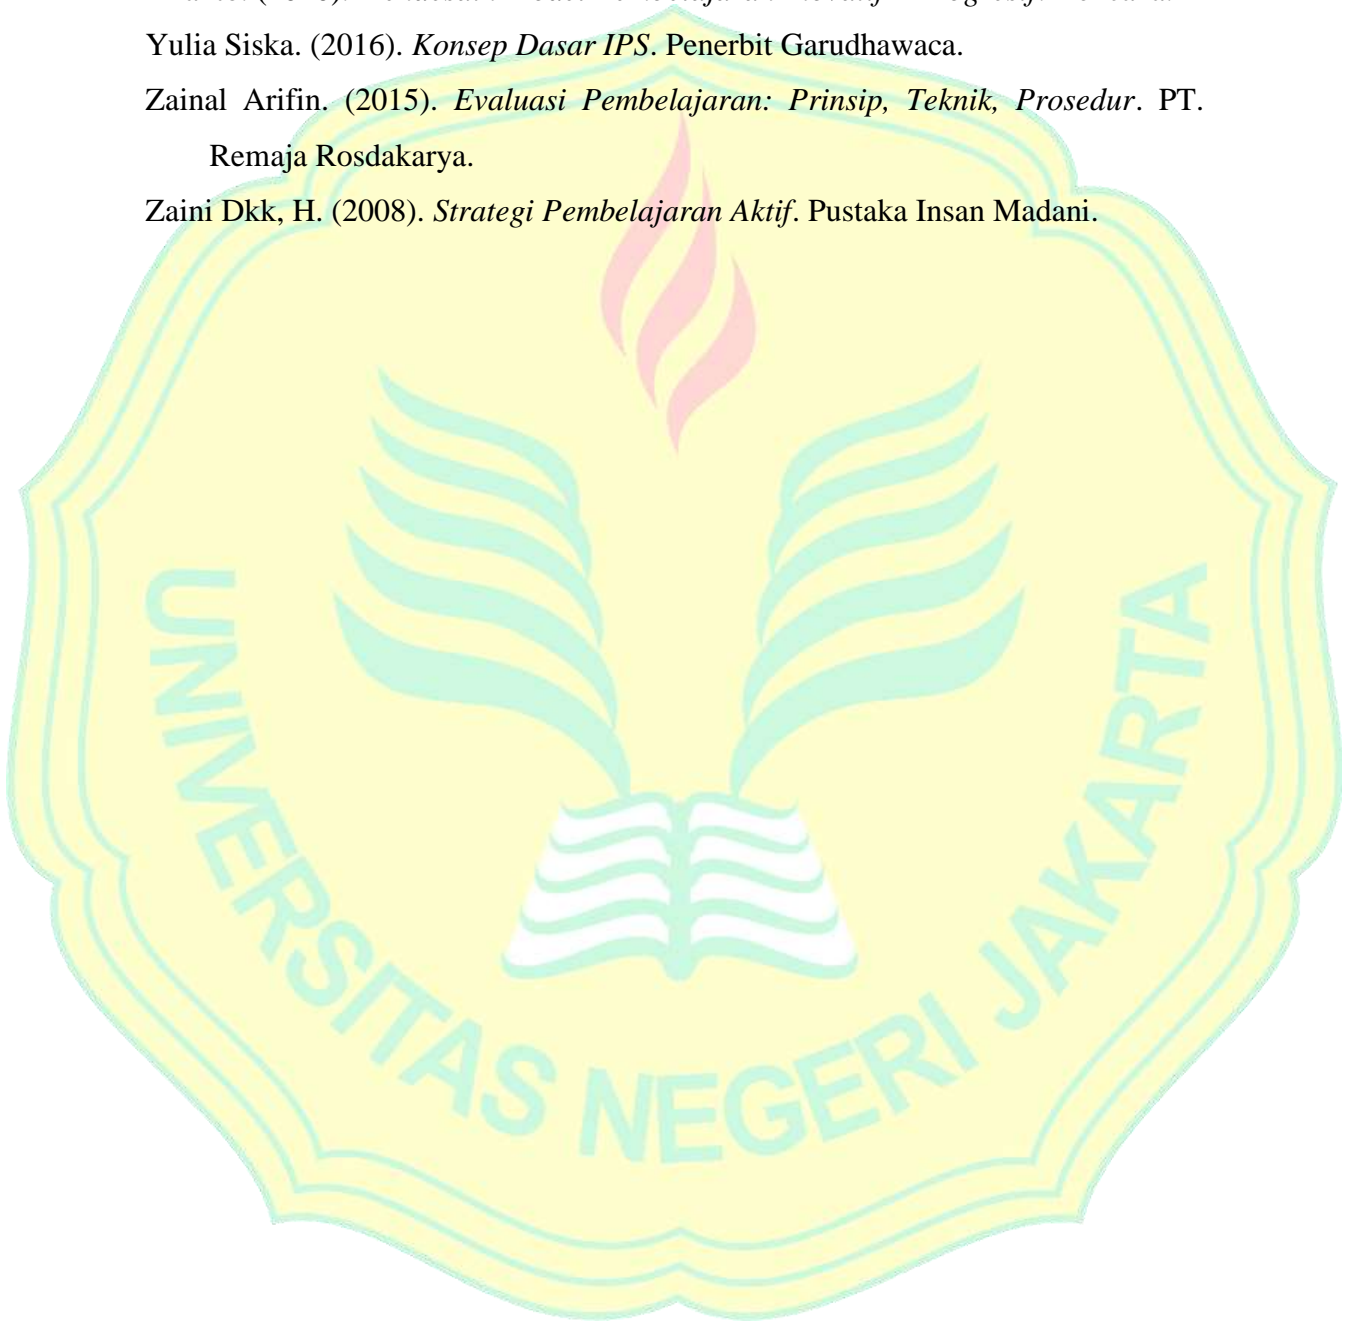 Yulia Siska. (2016). Konsep Dasar IPS. Penerbit Garudhawaca.
Zainal Arifin. (2015). Evaluasi Pembelajaran: Prinsip, Teknik, Prosedur. PT.
Remaja Rosdakarya.
Zaini Dkk, H. (2008). Strategi Pembelajaran Aktif. Pustaka Insan Madani.
UNIVERSITAS NEGERI JAKARTA